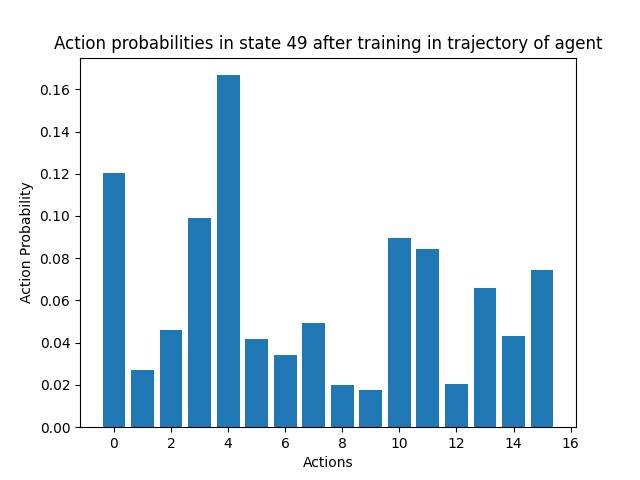 Action probabilities in state 49 after training in trajectory of agent
0.16
0.14
0.12
0.10
0.08
0.06
0.04
0.02
0.00
Action Probability
0 2 4 6 8 10 12 14 16
Actions